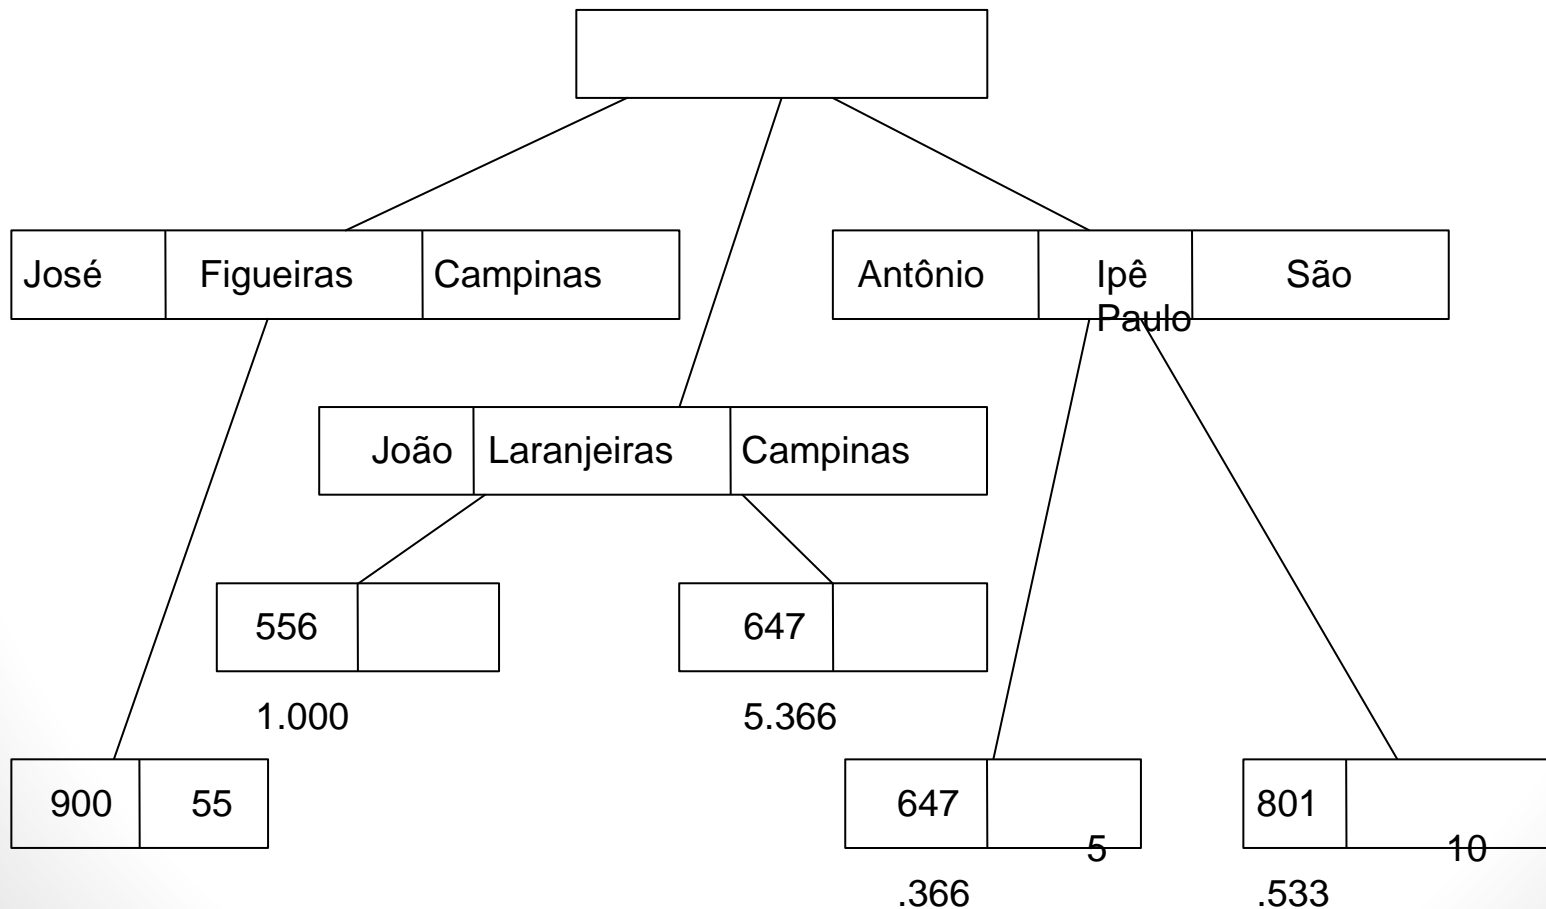 José Figueiras Campinas
Antônio Ipê São
Paulo
João Laranjeiras Campinas
556
1.000
647
5.366
900 55
647 5
.366
801 10
.533